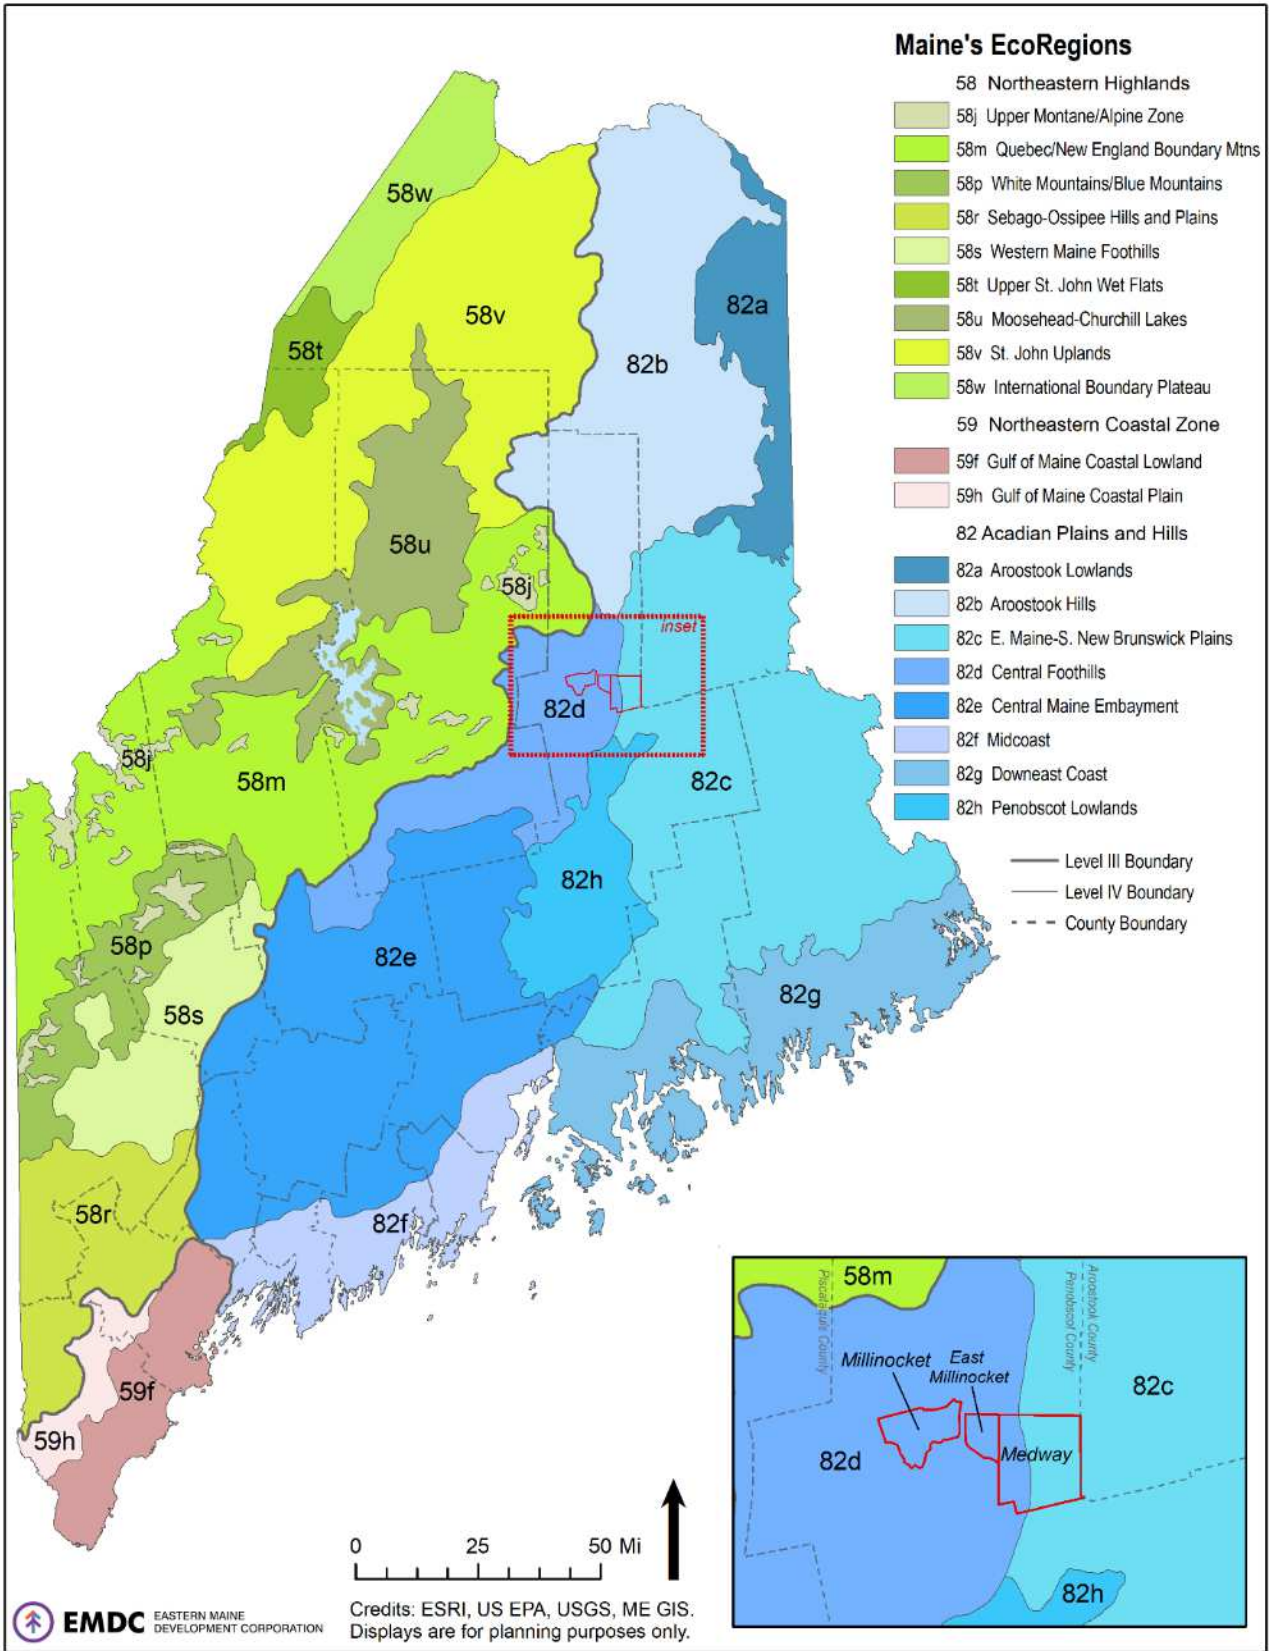 Maine's EcoRegions
58 Northeastern Highlands
58j Upper Montane/Alpine Zone
58m Quebec/New England Boundary Mtns
58p White Mountains/Blue Mountains
58r Sebago-Ossipee Hills and Plains
58s Western Maine Foothills
58t Upper St. John Wet Flats
58u Moosehead-Churchill Lakes
58v St. John Uplands
58w International Boundary Plateau
59 Northeastern Coastal Zone
59f Gulf of Maine Coastal Lowland
59h Gulf of Maine Coastal Plain
82 Acadian Plains and Hills
82a Aroostook Lowlands
82b Aroostook Hills
82c E. Maine-S. New Brunswick Plains
82d Central Foothills
82e Central Maine Embayment
82f Midcoast
82g Downeast Coast
82h Penobscot Lowlands
Level III Boundary
Level IV Boundary
County Boundary
58w
58v
58t
82a
82b
58u
58j
inset
82d
58j
58m
82c
82h
58p
82e
82g
58s
58r
82f
59f
59h
58m
Piscataquis County
Aroostook County
Penobscot County
Millinocket
East
Millinocket
82c
Medway
82d
82h
0 25 50 Mi
EMDC
EASTERN MAINE
DEVELOPMENT CORPORATION
Credits: ESRI, US EPA, USGS, ME GIS.
Displays are for planning purposes only.